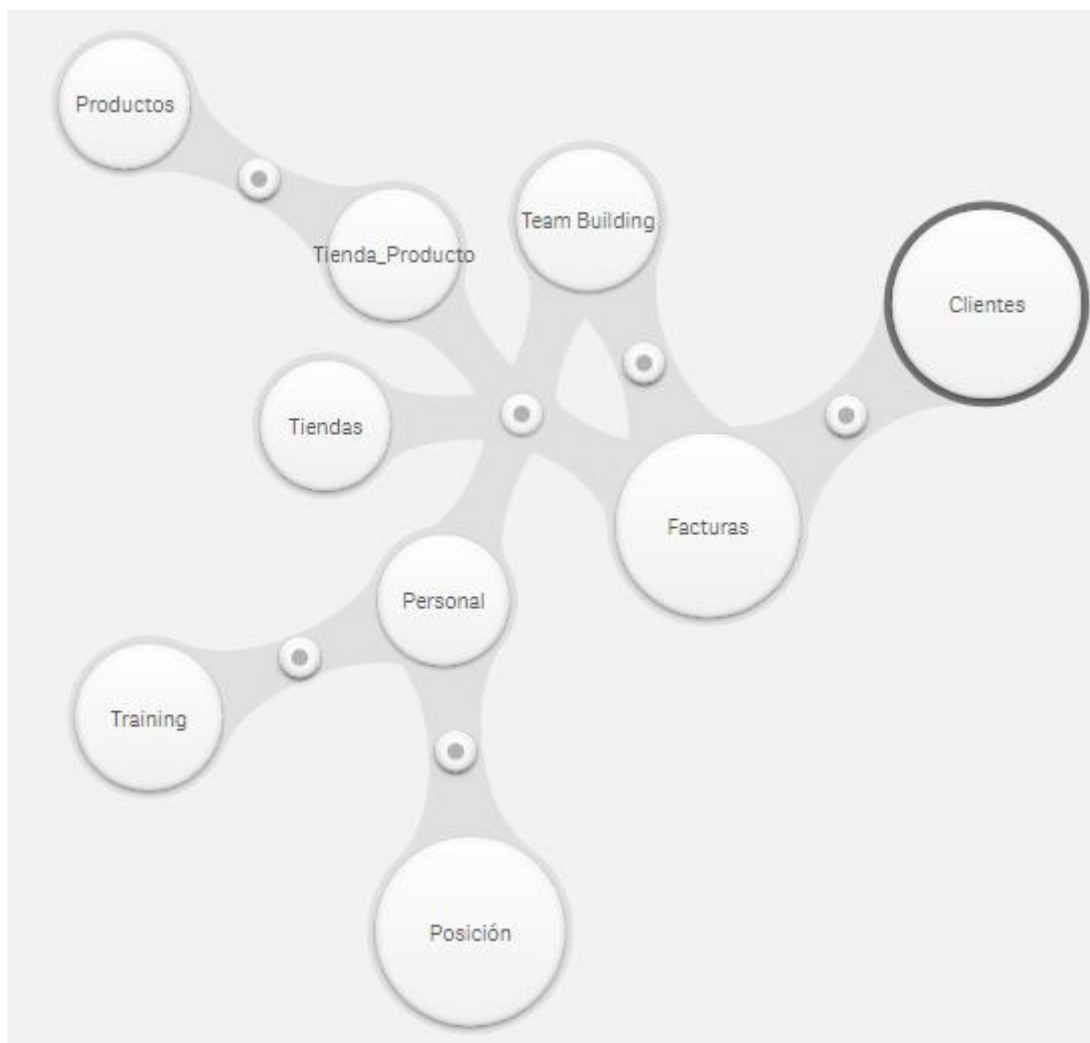 Productos
Team Building
Tienda_Producto
Clientes
Tiendas
Facturas
Personal
Training
Posición